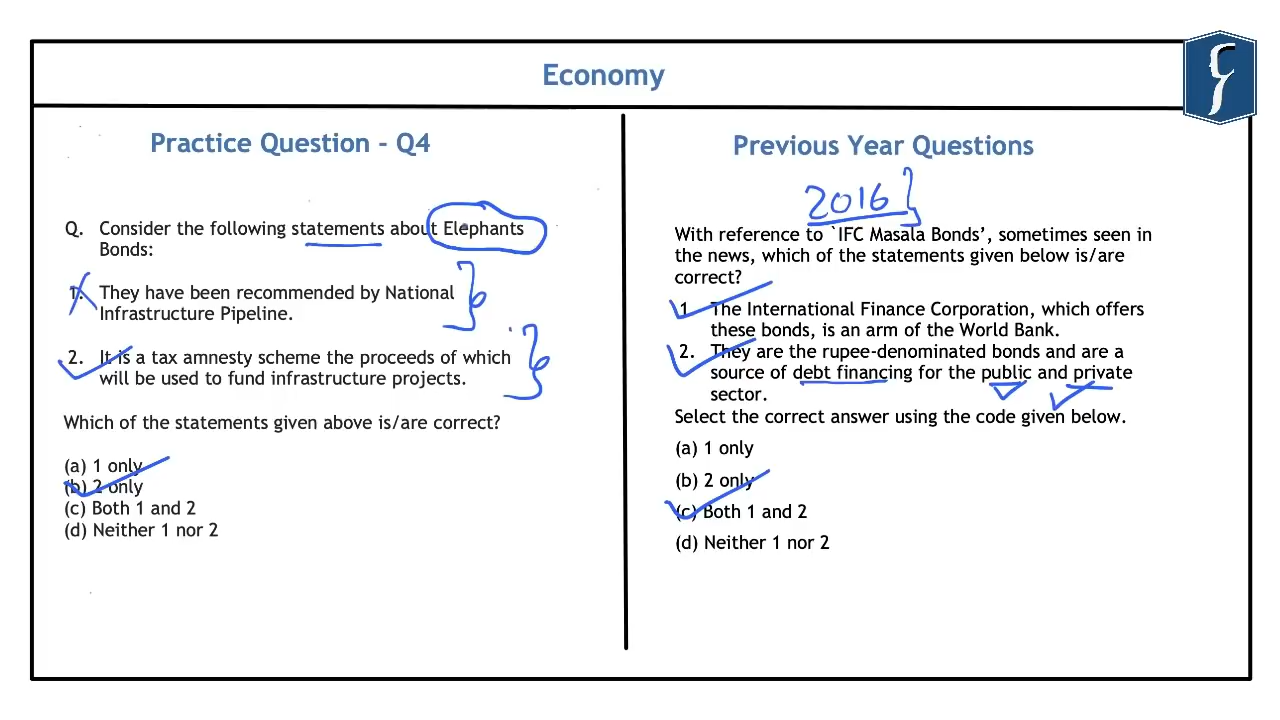 Economy
Practice Question - Q4
Q. Consider the following statements about Elephants
Bonds:
1. They have been recommended by National
Infrastructure Pipeline.
2. It is a tax amnesty scheme the proceeds of which
will be used to fund infrastructure projects.
Which of the statements given above is/are correct?
(a) 1 only
(b) 2 only
(c) Both 1 and 2
(d) Neither 1 nor 2
Previous Year Questions
2016
With reference to `IFC Masala Bonds’, sometimes seen in
the news, which of the statements given below is/are
correct?
1 The International Finance Corporation, which offers
these bonds, is an arm of the World Bank.
2. They are the rupee-denominated bonds and are a
source of debt financing for the public and private
sector.
Select the correct answer using the code given below.
(a) 1 only
(b) 2 only
(c) Both 1 and 2
(d) Neither 1 nor 2